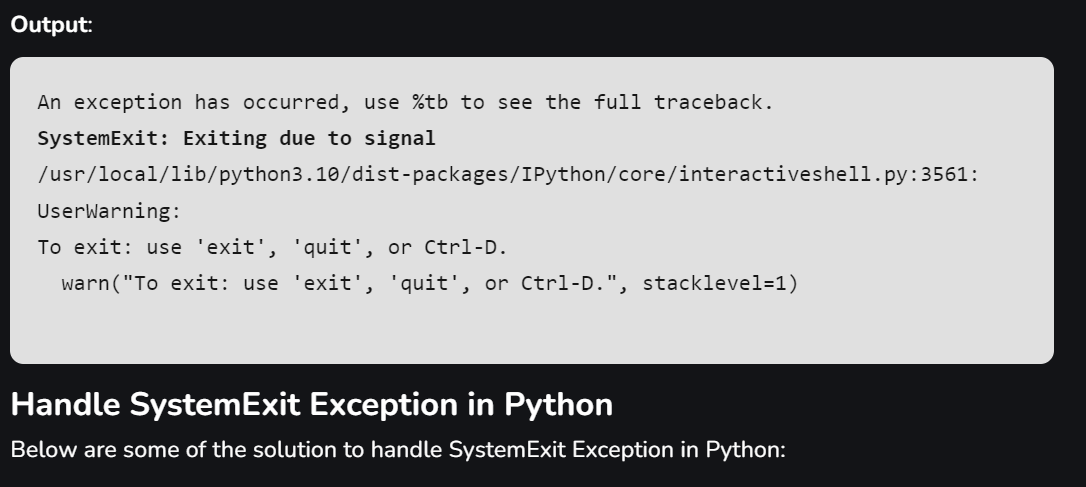 Output:
An exception has occurred, use %tb to see the full traceback.
SystemExit: Exiting due to signal
/usr/local/lib/python3.10/dist-packages/IPython/core/interactiveshell.py:3561:
UserWarning:
To exit: use 'exit', 'quit', or Ctrl-D.
  warn("To exit: use 'exit', 'quit', or Ctrl-D.", stacklevel=1)
Handle SystemExit Exception in Python
Below are some of the solution to handle SystemExit Exception in Python: